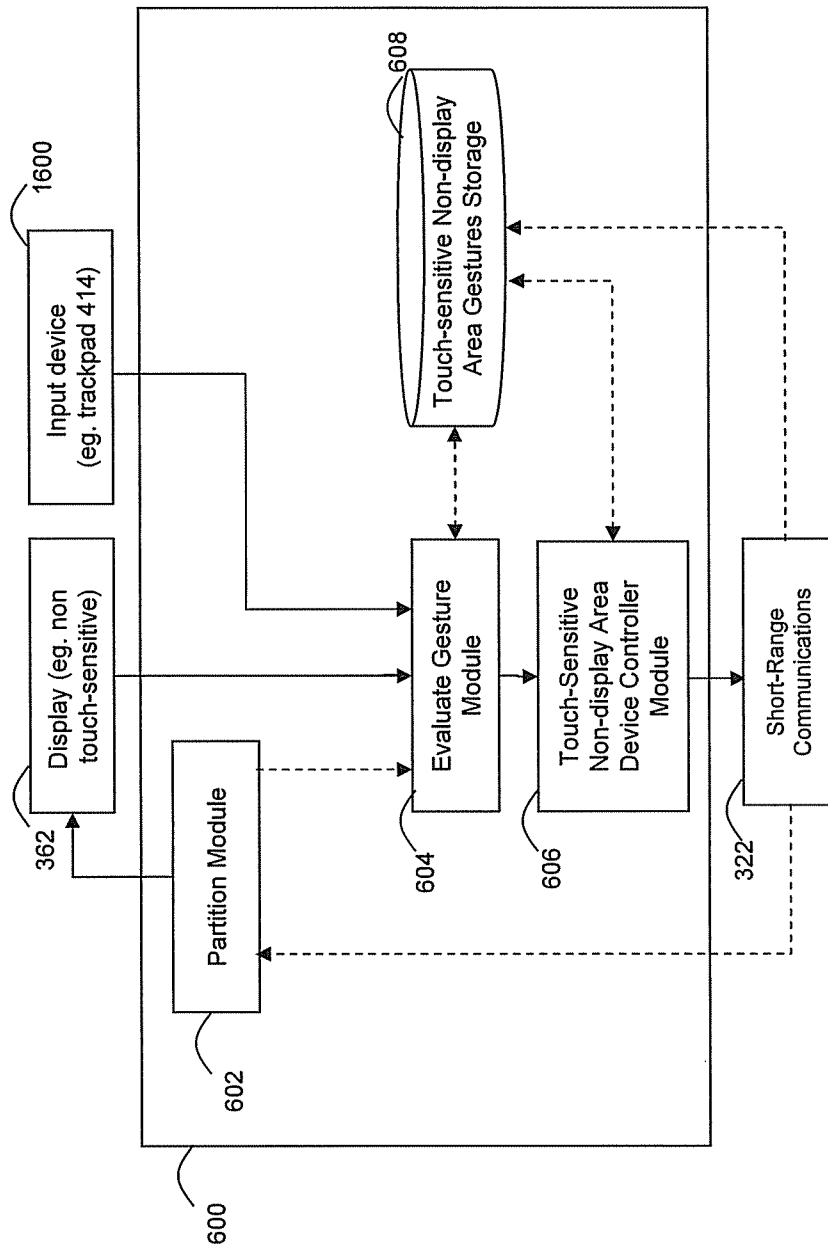 1600
Input device
(eg. trackpad 414)
Display (eg. non
touch-sensitive)
362
Partition Module
602
600
Evaluate Gesture
Module
604
Touch-sensitive Non-display
Area Gestures Storage
608
Touch-Sensitive
Non-display Area
Device Controller
Module
606
Short-Range
Communications
322